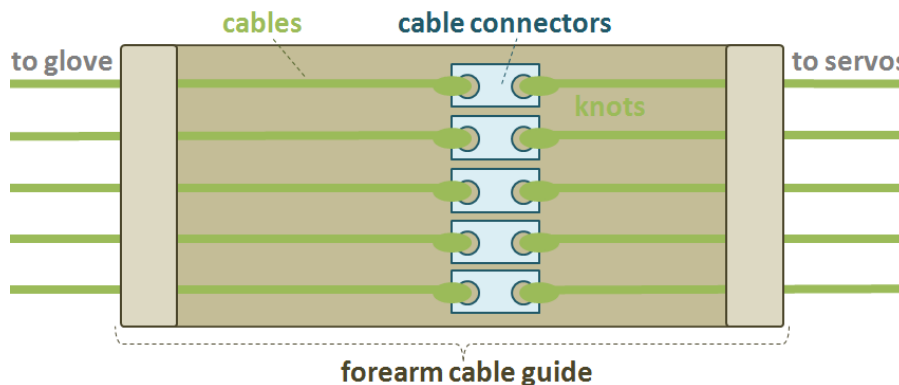 cables
cable connectors
to glove
to servos
knots
forearm cable guide